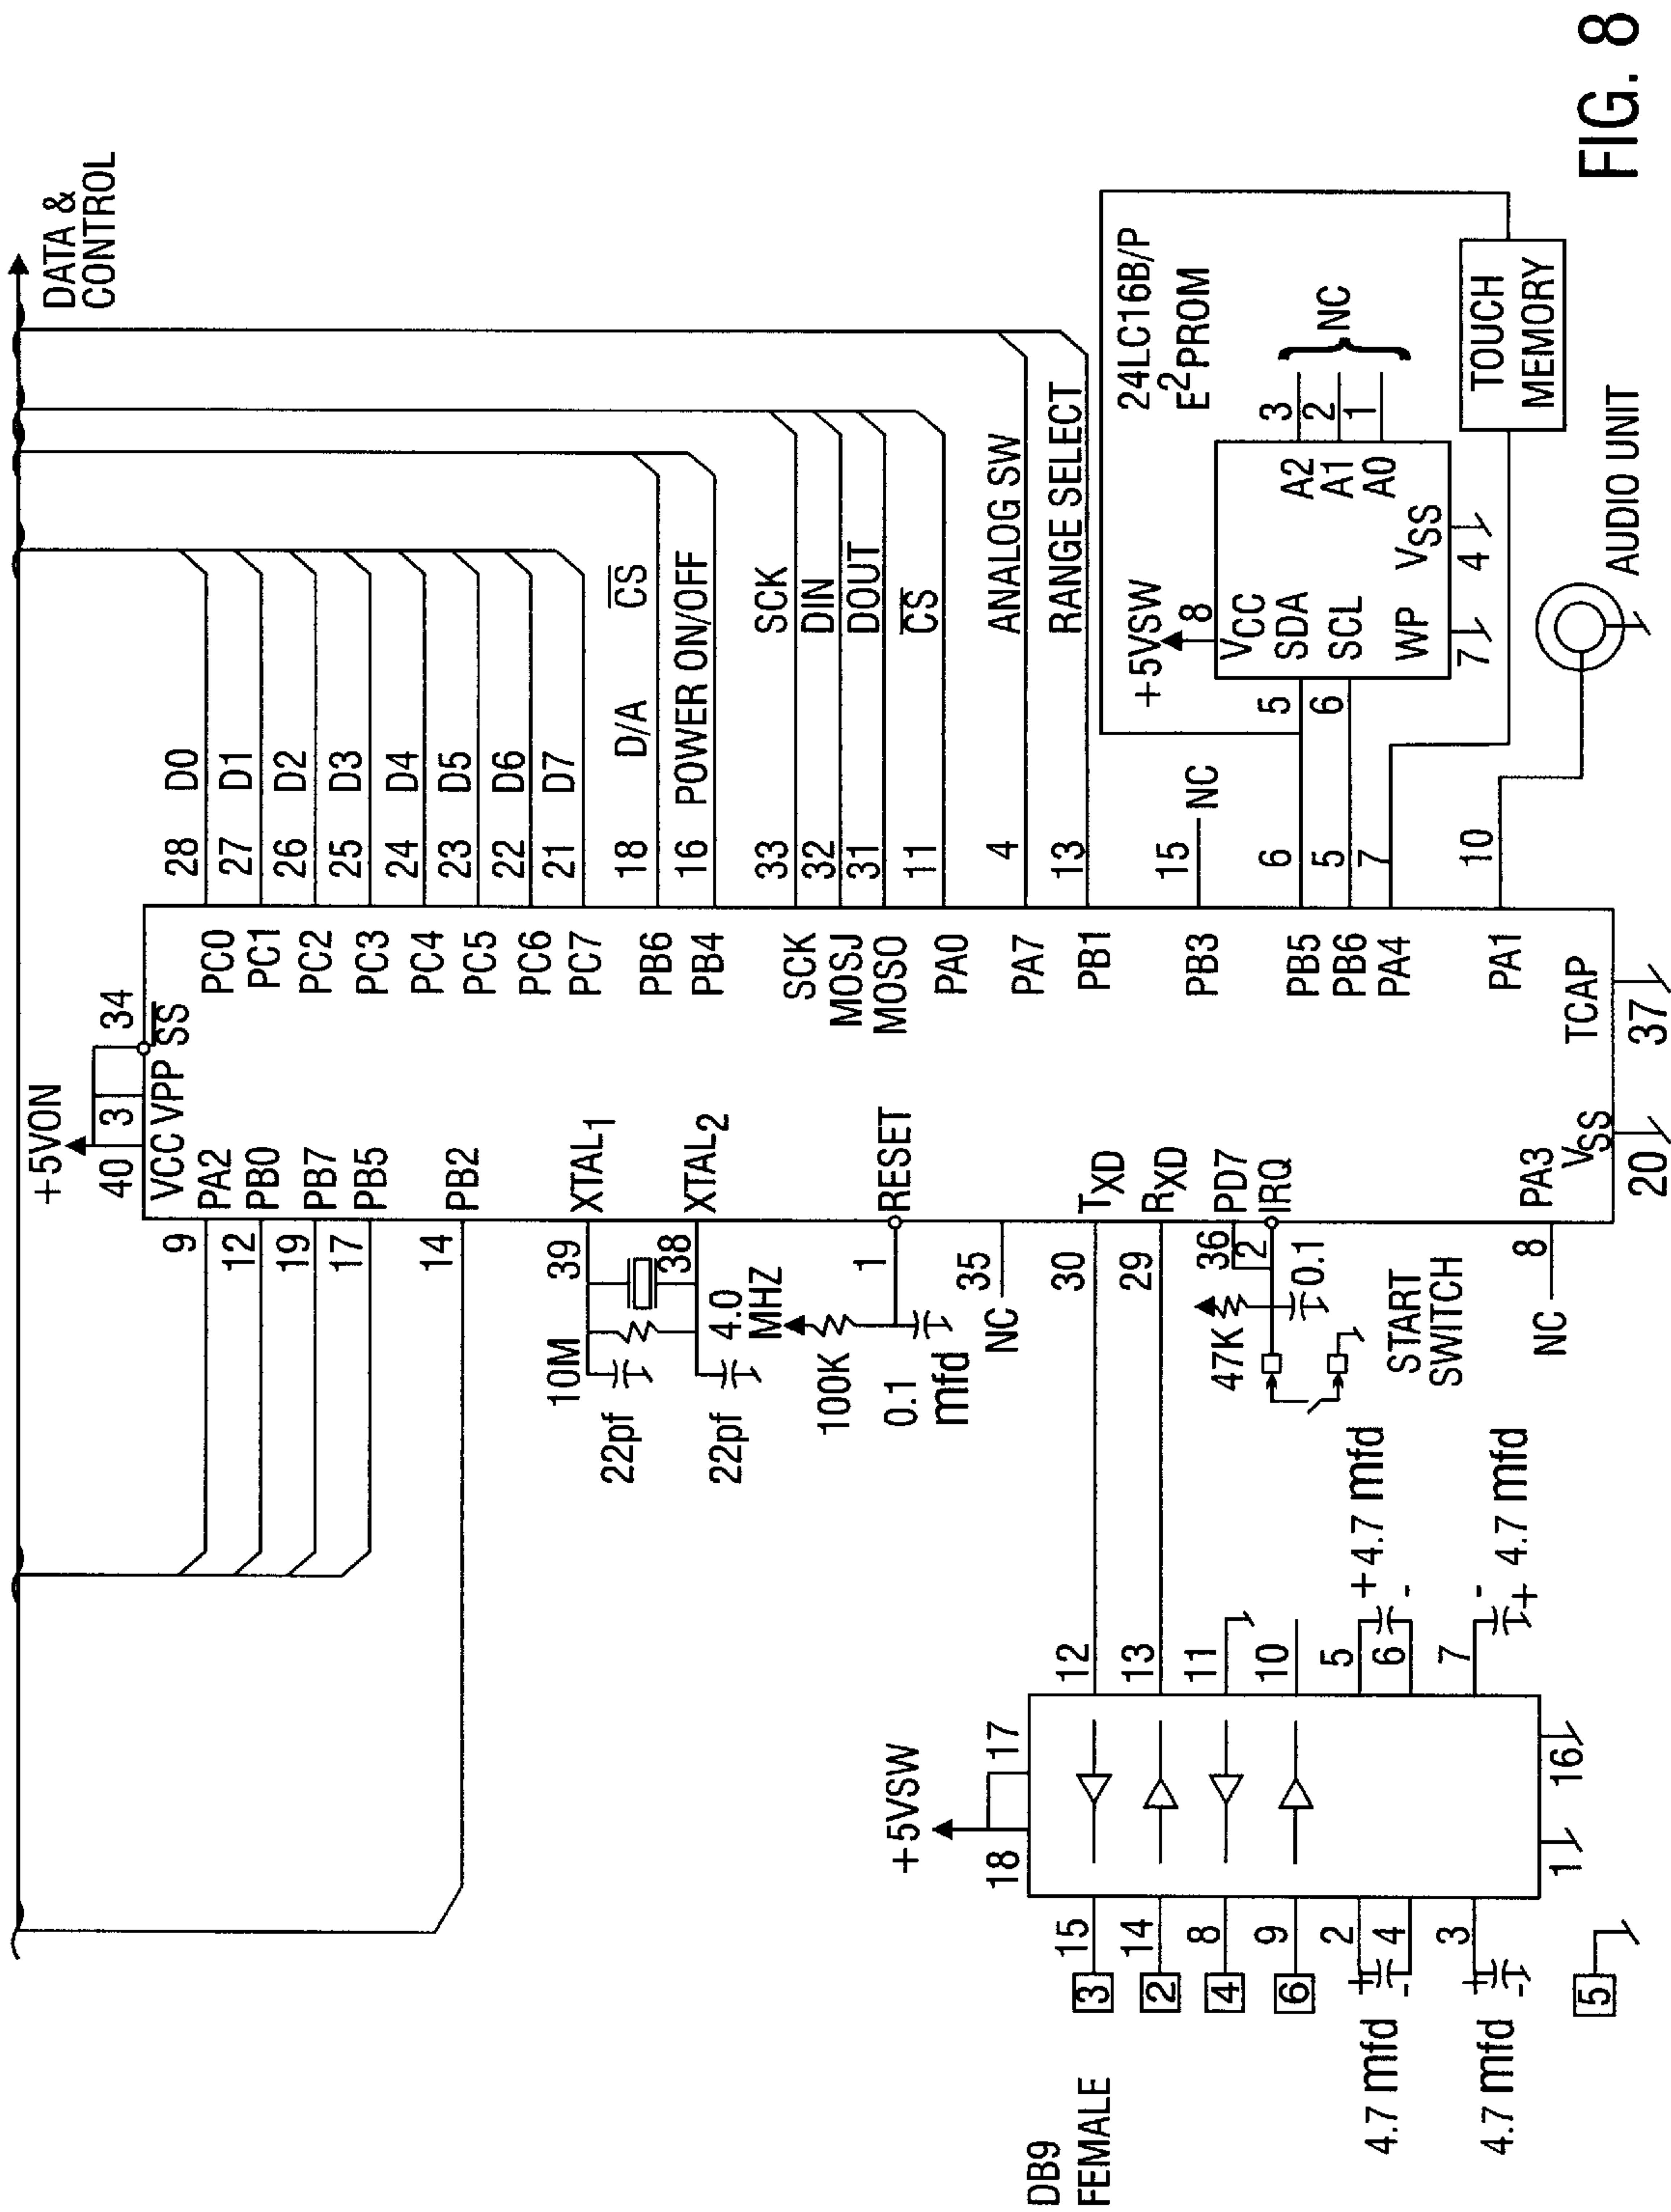 DATA &
CONTROL
+5VON
40 3 34
VCC VPP SS
9 PA2
12 PB0
19 PB7
17 PB5
14 PB2
39 XTAL1
38 XTAL2
10M
22pf
22pf
4.0
MHZ
1 RESET
100K
0.1
mfd
NC 35
30 TXD
29 RXD
36 PD7
2 IRQ
47K
0.1
START
SWITCH
NC 8 PA3
VSS
20
TCAP
37
PC0 28 D0
PC1 27 D1
PC2 26 D2
PC3 25 D3
PC4 24 D4
PC5 23 D5
PC6 22 D6
PC7 21 D7
PB6 18 D/A CS
PB4 16 POWER ON/OFF
SCK 33 SCK
MOSJ 32 DIN
MOSO 31 DOUT
PA0 11 CS
PA7 4 ANALOG SW
PB1 13 RANGE SELECT
PB3 15 NC
PB5 6
PB6 5
PA4 7
PA1 10
+5VSW
8
24LC16B/P
E2PROM
VCC
5 SDA A2 3
6 SCL A1 2
A0 1
NC
WP VSS
7 4
TOUCH
MEMORY
AUDIO UNIT
+5VSW
18 17
DB9
FEMALE
3 15 12
2 14 13
4 8 11
6 9 10
4.7 mfd + - 2 4
5 6 + - 4.7 mfd
4.7 mfd + - 3
7 - + 4.7 mfd
1 16
5
FIG. 8